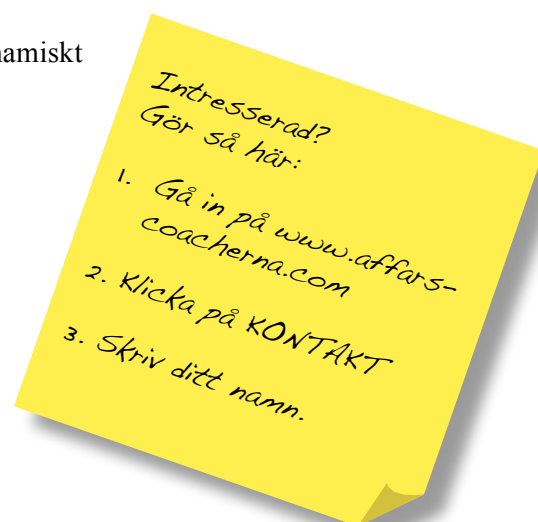 namiskt
Intresserad?
Gör så här:
1. Gå in på www.affars-
coacherna.com
2. Klicka på KONTAKT
3. Skriv ditt namn.